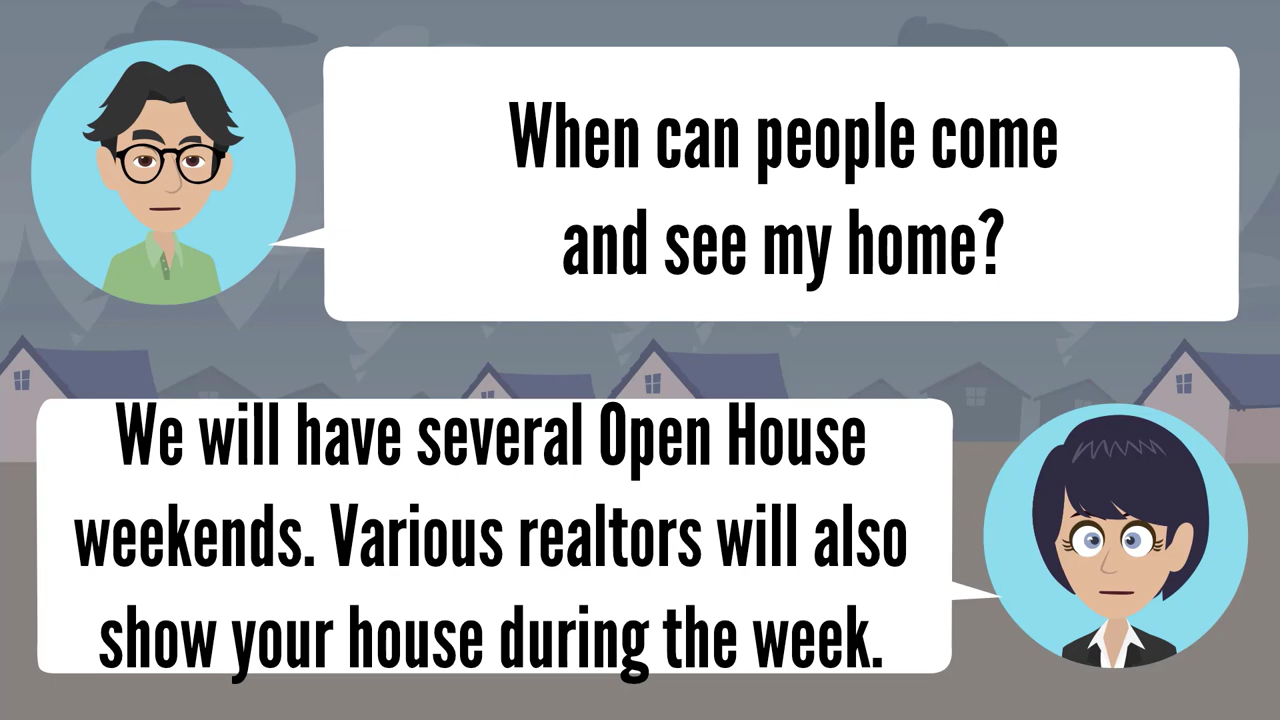 When can people come
and see my home?
We will have several Open House
weekends. Various realtors will also
show your house during the week.